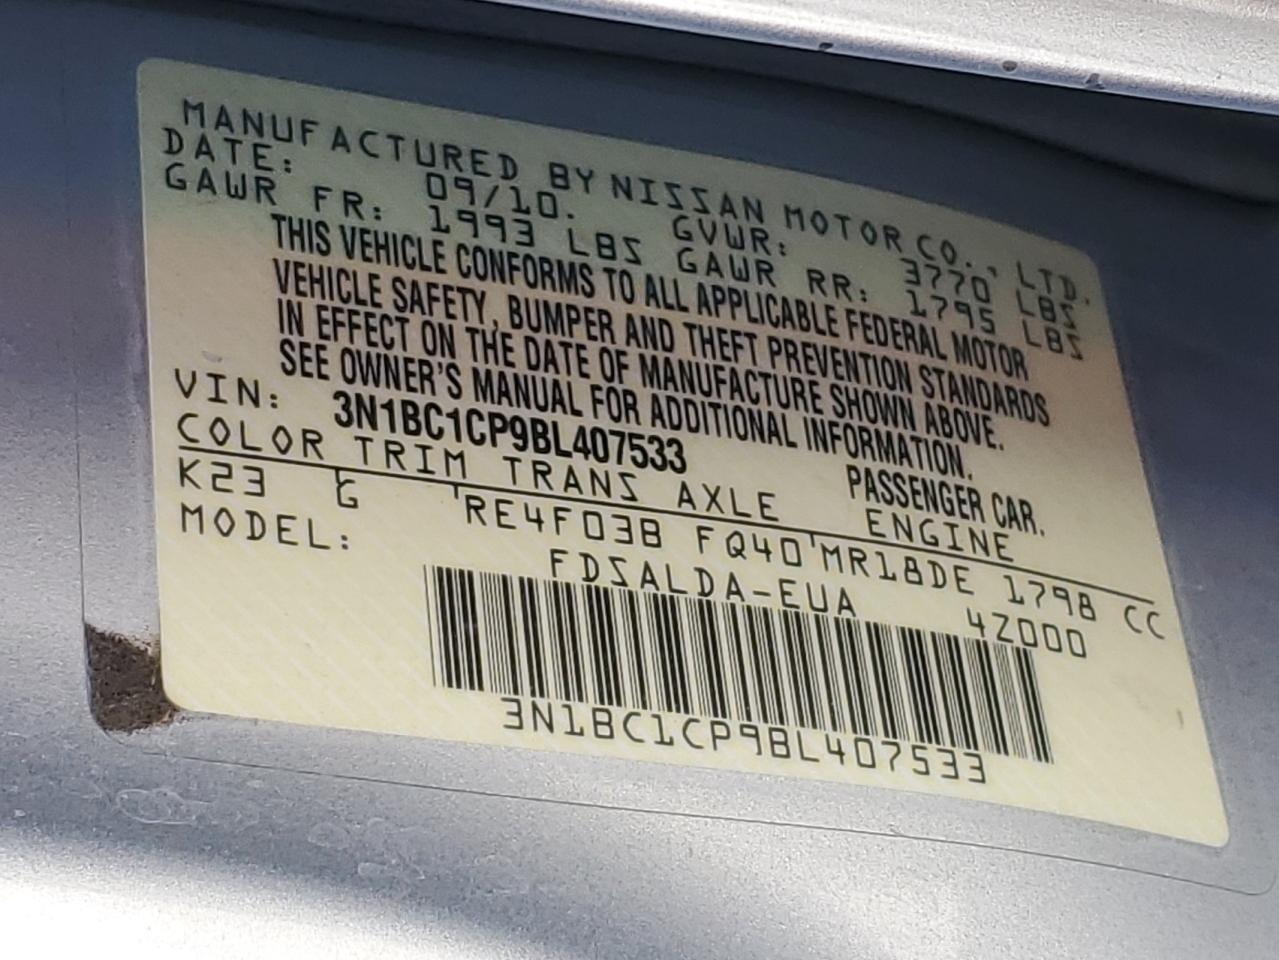 MANUFACTURED BY NISSAN MOTOR CO., LTD.
DATE: 09/10. GVWR: 3770 LBS
GAWR FR: 1993 LBS GAWR RR: 1795 LBS
THIS VEHICLE CONFORMS TO ALL APPLICABLE FEDERAL MOTOR
VEHICLE SAFETY, BUMPER AND THEFT PREVENTION STANDARDS
IN EFFECT ON THE DATE OF MANUFACTURE SHOWN ABOVE.
SEE OWNER'S MANUAL FOR ADDITIONAL INFORMATION.
VIN: 3N1BC1CP9BL407533 PASSENGER CAR.
COLOR TRIM TRANS AXLE ENGINE
K23 G RE4F03B FQ40 MR18DE 1798 CC
MODEL: FDSALDA-EUA 4Z000
3N1BC1CP9BL407533